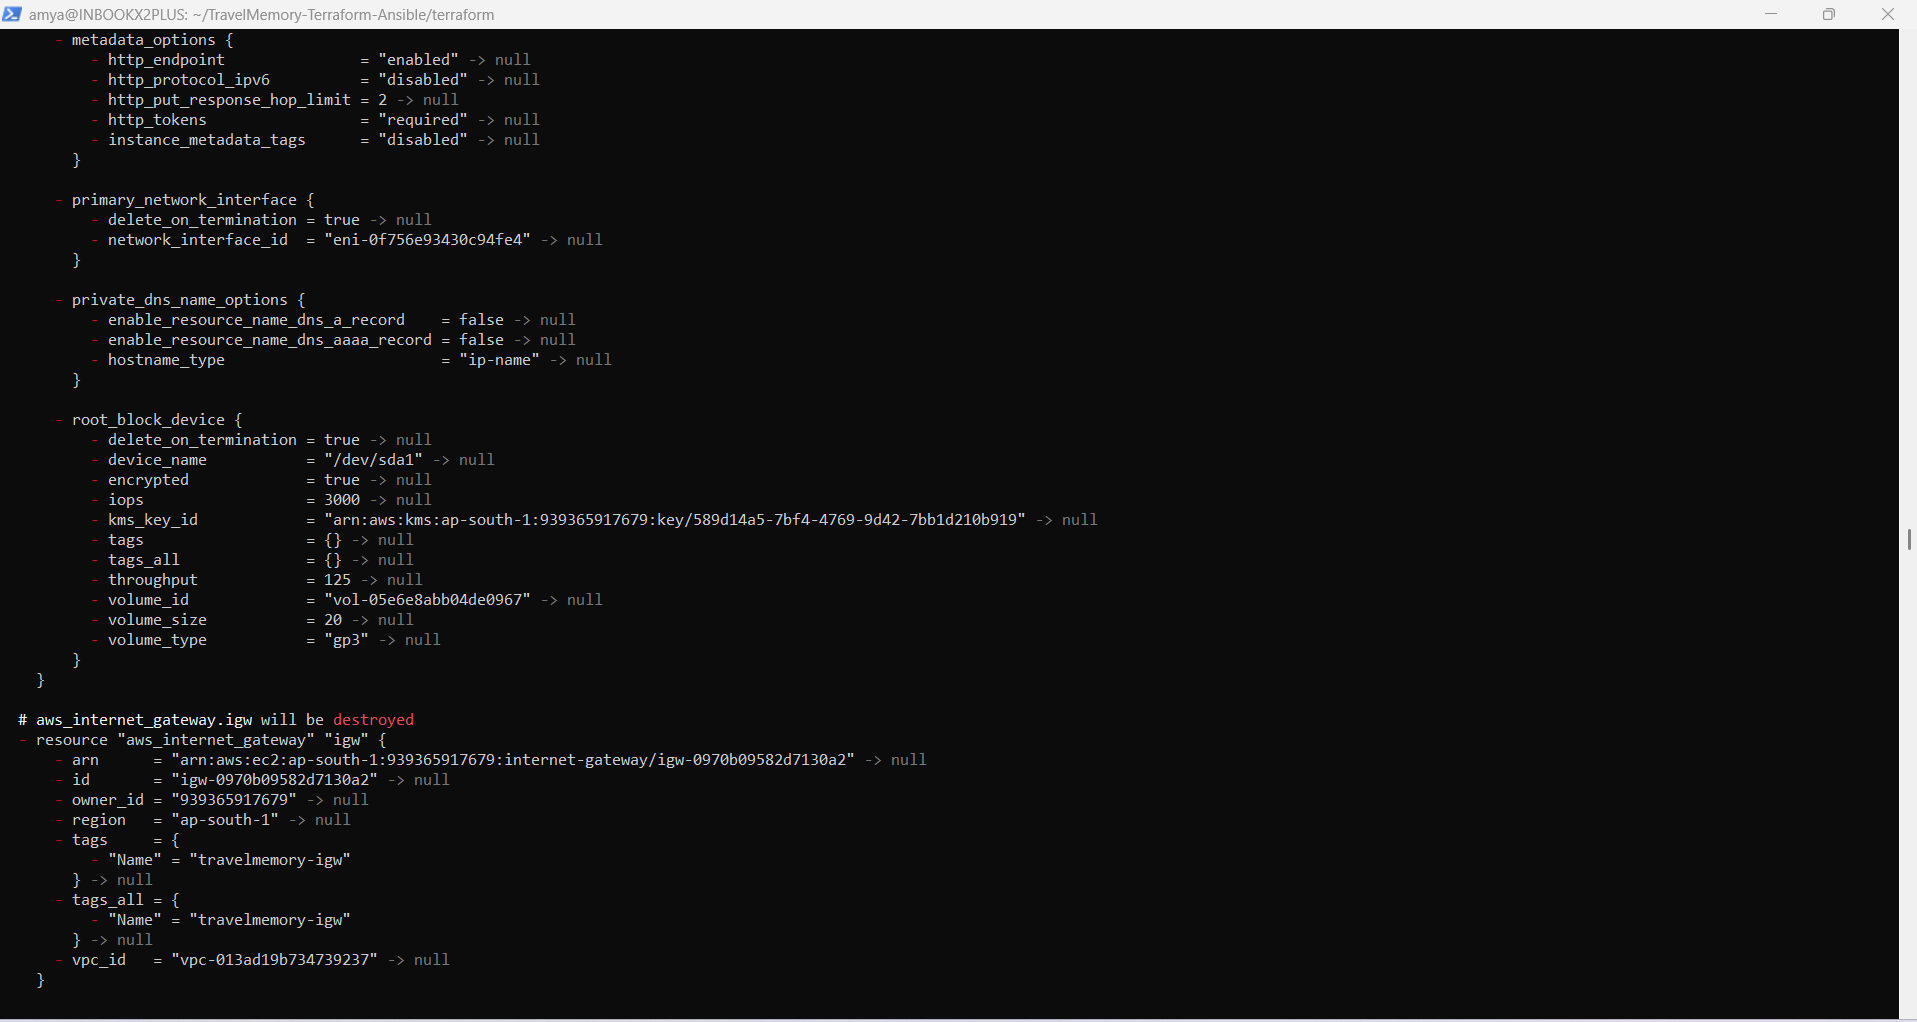 amya@INBOOKX2PLUS: ~/TravelMemory-Terraform-Ansible/terraform
- metadata_options {
- http_endpoint = "enabled" -> null
- http_protocol_ipv6 = "disabled" -> null
- http_put_response_hop_limit = 2 -> null
- http_tokens = "required" -> null
- instance_metadata_tags = "disabled" -> null
}
- primary_network_interface {
- delete_on_termination = true -> null
- network_interface_id = "eni-0f756e93430c94fe4" -> null
}
- private_dns_name_options {
- enable_resource_name_dns_a_record = false -> null
- enable_resource_name_dns_aaaa_record = false -> null
- hostname_type = "ip-name" -> null
}
- root_block_device {
- delete_on_termination = true -> null
- device_name = "/dev/sda1" -> null
- encrypted = true -> null
- iops = 3000 -> null
- kms_key_id = "arn:aws:kms:ap-south-1:939365917679:key/589d14a5-7bf4-4769-9d42-7bb1d210b919" -> null
- tags = {} -> null
- tags_all = {} -> null
- throughput = 125 -> null
- volume_id = "vol-05e6e8abb04de0967" -> null
- volume_size = 20 -> null
- volume_type = "gp3" -> null
}
}
# aws_internet_gateway.igw will be destroyed
- resource "aws_internet_gateway" "igw" {
- arn = "arn:aws:ec2:ap-south-1:939365917679:internet-gateway/igw-0970b09582d7130a2" -> null
- id = "igw-0970b09582d7130a2" -> null
- owner_id = "939365917679" -> null
- region = "ap-south-1" -> null
- tags = {
- "Name" = "travelmemory-igw"
} -> null
- tags_all = {
- "Name" = "travelmemory-igw"
} -> null
- vpc_id = "vpc-013ad19b734739237" -> null
}